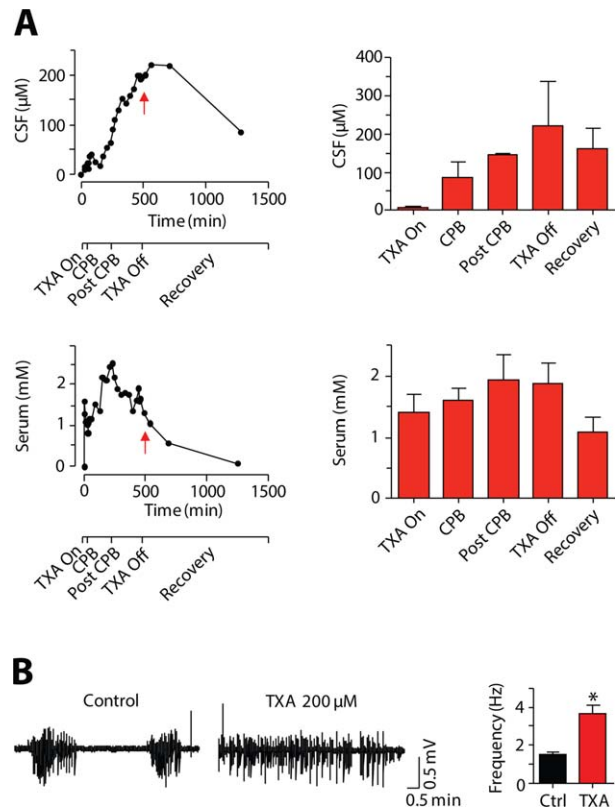 A
CSF (µM)
200
100
0
0 500 1000 1500
Time (min)
TXA On
CPB
Post CPB
TXA Off
Recovery
CSF (µM)
400
300
200
100
0
TXA On
CPB
Post CPB
TXA Off
Recovery
Serum (mM)
2
1
0
0 500 1000 1500
Time (min)
TXA On
CPB
Post CPB
TXA Off
Recovery
Serum (mM)
2
1
0
TXA On
CPB
Post CPB
TXA Off
Recovery
B
Control
TXA 200 µM
0.5 mV
0.5 min
Frequency (Hz)
4
2
0
*
Ctrl TXA